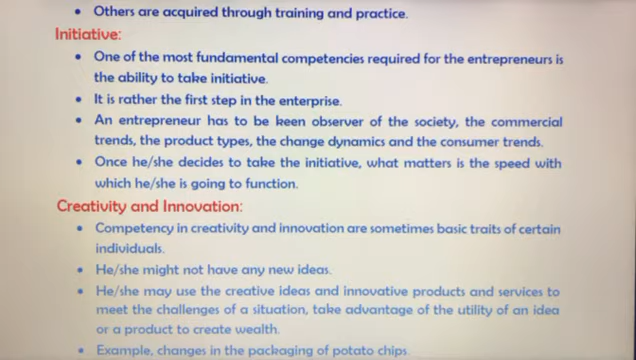 • Others are acquired through training and practice.
Initiative:
• One of the most fundamental competencies required for the entrepreneurs is
the ability to take initiative.
• It is rather the first step in the enterprise.
• An entrepreneur has to be keen observer of the society, the commercial
trends, the product types, the change dynamics and the consumer trends.
• Once he/she decides to take the initiative, what matters is the speed with
which he/she is going to function.
Creativity and Innovation:
• Competency in creativity and innovation are sometimes basic traits of certain
individuals.
• He/she might not have any new ideas.
• He/she may use the creative ideas and innovative products and services to
meet the challenges of a situation, take advantage of the utility of an idea
or a product to create wealth.
• Example, changes in the packaging of potato chips.